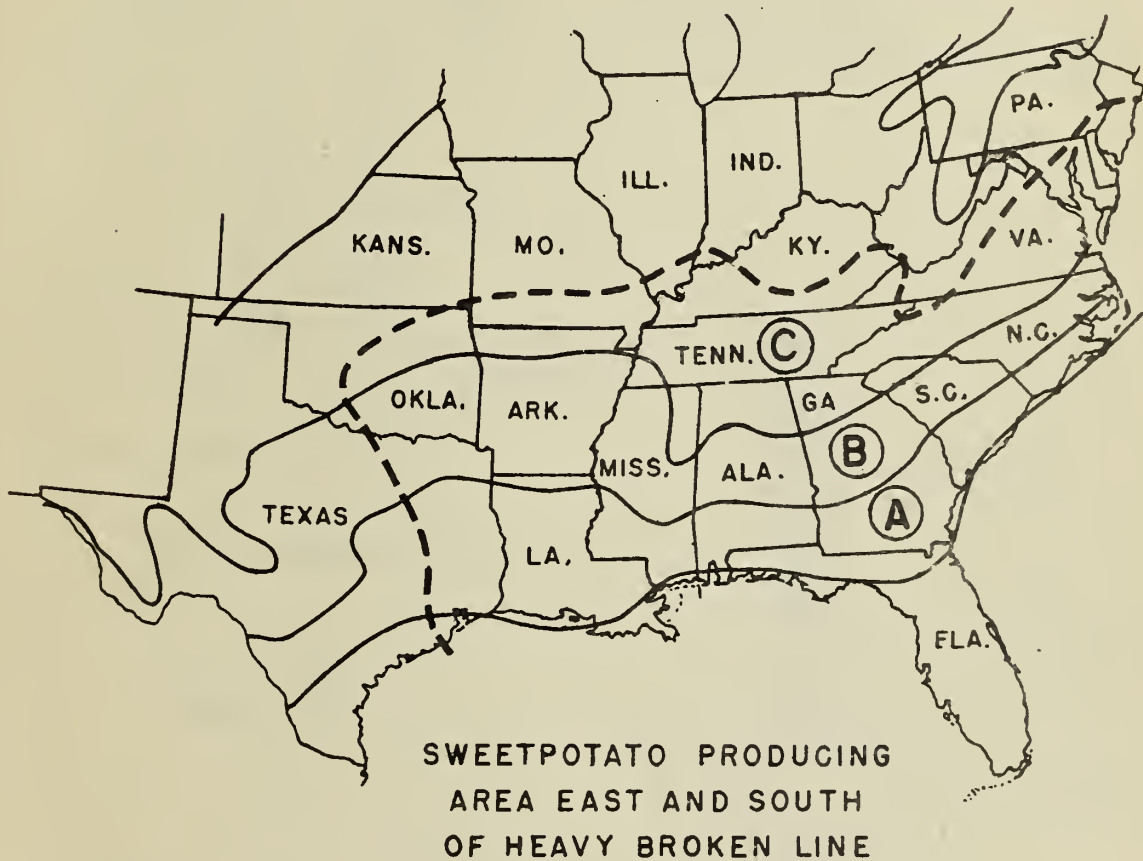 PA.
ILL.
IND.
KANS.
MO.
KY.
VA.
TENN.
C
N.C.
OKLA.
ARK.
GA
S.C.
MISS.
ALA.
B
TEXAS
A
LA.
FLA.
SWEETPOTATO PRODUCING
AREA EAST AND SOUTH
OF HEAVY BROKEN LINE